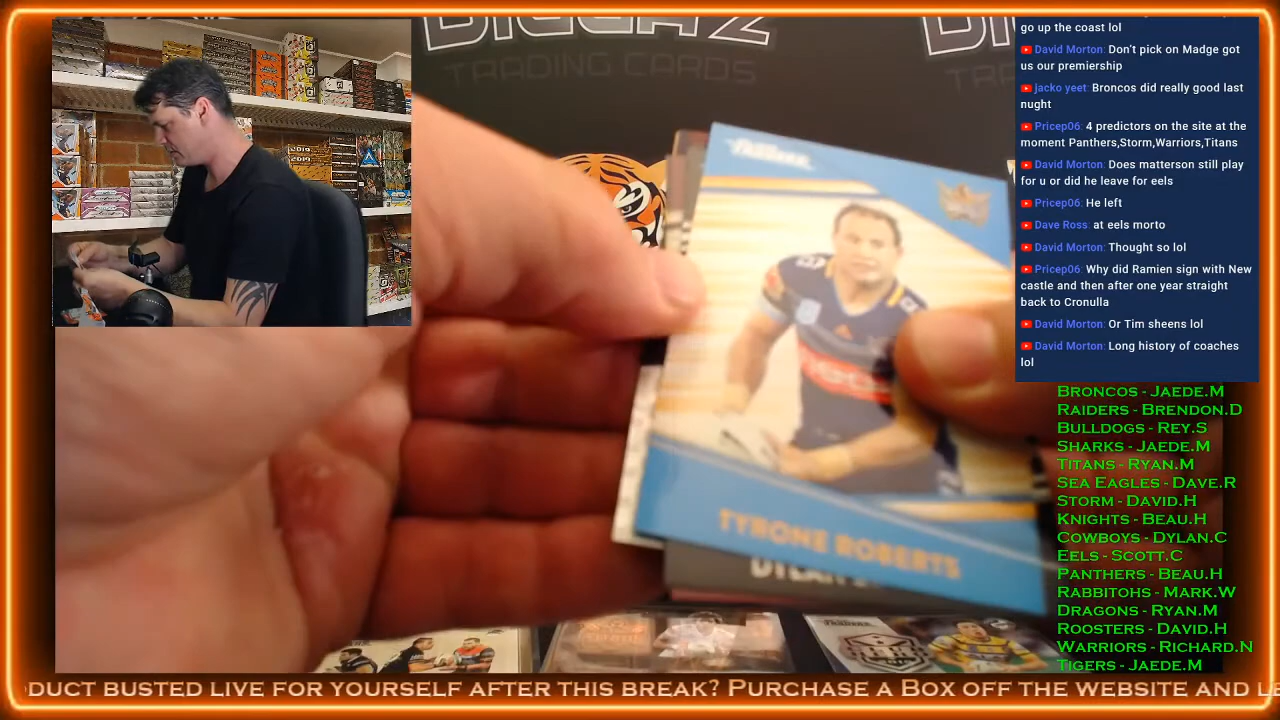 TRADING CARDS
go up the coast lol
David Morton: Don't pick on Madge got
us our premiership
jacko yeet: Broncos did really good last
nught
Pricep06: 4 predictors on the site at the
moment Panthers,Storm,Warriors,Titans
David Morton: Does matterson still play
for u or did he leave for eels
Pricep06: He left
Dave Ross: at eels morto
David Morton: Thought so lol
Pricep06: Why did Ramien sign with New
castle and then after one year straight
back to Cronulla
David Morton: Or Tim sheens lol
David Morton: Long history of coaches
lol
TYRONE ROBERTS
Broncos - Jaede.M
Raiders - Brendon.D
Bulldogs - Rey.S
Sharks - Jaede.M
Titans - Ryan.M
Sea Eagles - Dave.R
Storm - David.H
Knights - Beau.H
Cowboys - Dylan.C
Eels - Scott.C
Panthers - Beau.H
Rabbitohs - Mark.W
Dragons - Ryan.M
Roosters - David.H
Warriors - Richard.N
Tigers - Jaede.M
duct busted live for yourself after this break? Purchase a Box off the website and le